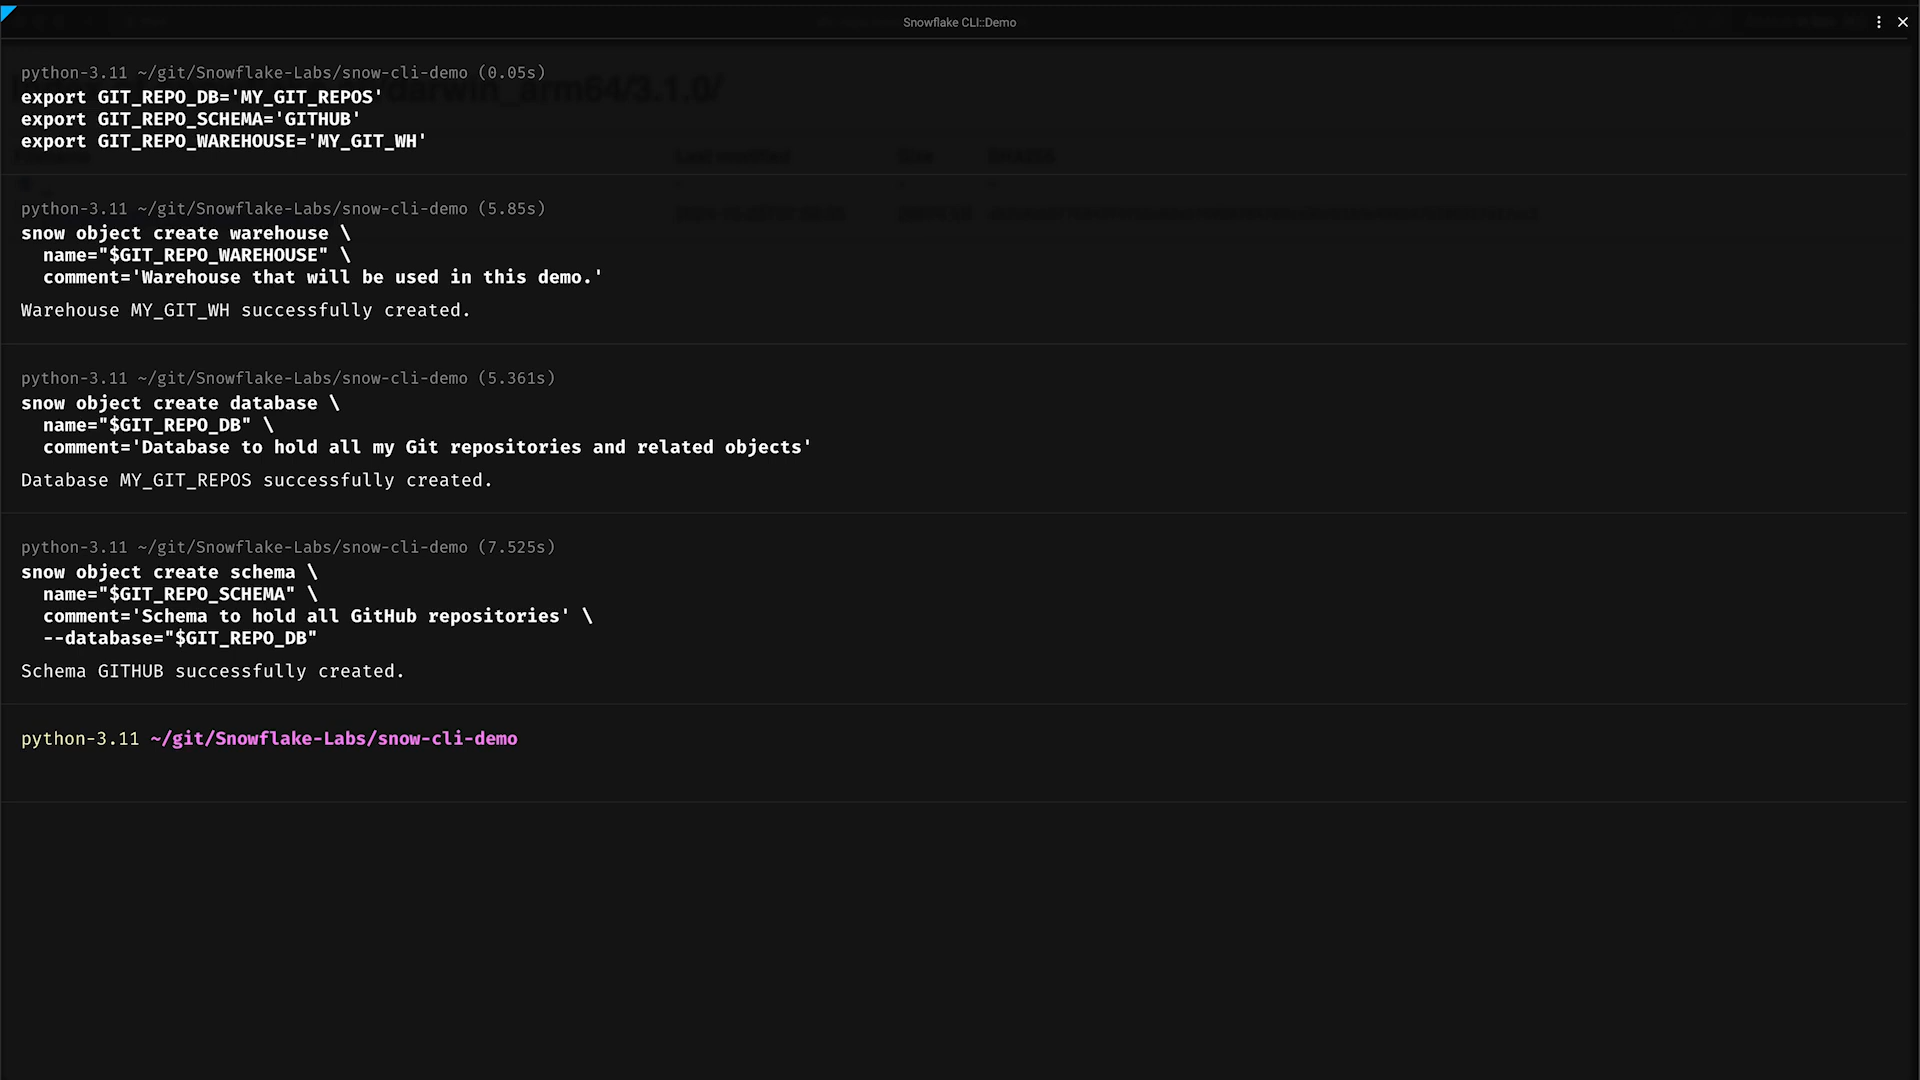 Snowflake CLI::Demo
python-3.11 ~/git/Snowflake-Labs/snow-cli-demo (0.05s)
export GIT_REPO_DB='MY_GIT_REPOS'
export GIT_REPO_SCHEMA='GITHUB'
export GIT_REPO_WAREHOUSE='MY_GIT_WH'
python-3.11 ~/git/Snowflake-Labs/snow-cli-demo (5.85s)
snow object create warehouse \
  name="$GIT_REPO_WAREHOUSE" \
  comment='Warehouse that will be used in this demo.'
Warehouse MY_GIT_WH successfully created.
python-3.11 ~/git/Snowflake-Labs/snow-cli-demo (5.361s)
snow object create database \
  name="$GIT_REPO_DB" \
  comment='Database to hold all my Git repositories and related objects'
Database MY_GIT_REPOS successfully created.
python-3.11 ~/git/Snowflake-Labs/snow-cli-demo (7.525s)
snow object create schema \
  name="$GIT_REPO_SCHEMA" \
  comment='Schema to hold all GitHub repositories' \
  --database="$GIT_REPO_DB"
Schema GITHUB successfully created.
python-3.11 ~/git/Snowflake-Labs/snow-cli-demo